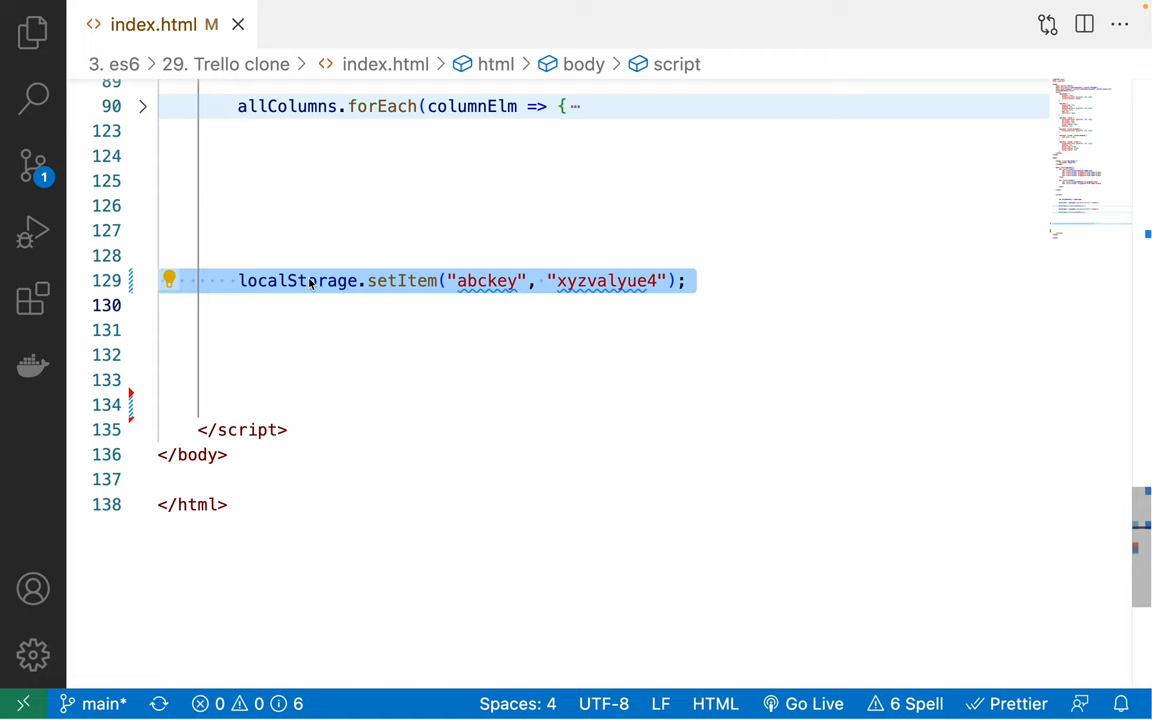 index.html M
3. es6 > 29. Trello clone > index.html > html > body > script
89
90 allColumns.forEach(columnElm => {
123
124
125
126
127
128
129 localStorage.setItem("abckey", "xyzvalyue4");
130
131
132
133
134
135 </script>
136 </body>
137
138 </html>
1
main* 0 0 6 Spaces: 4 UTF-8 LF HTML Go Live 6 Spell Prettier